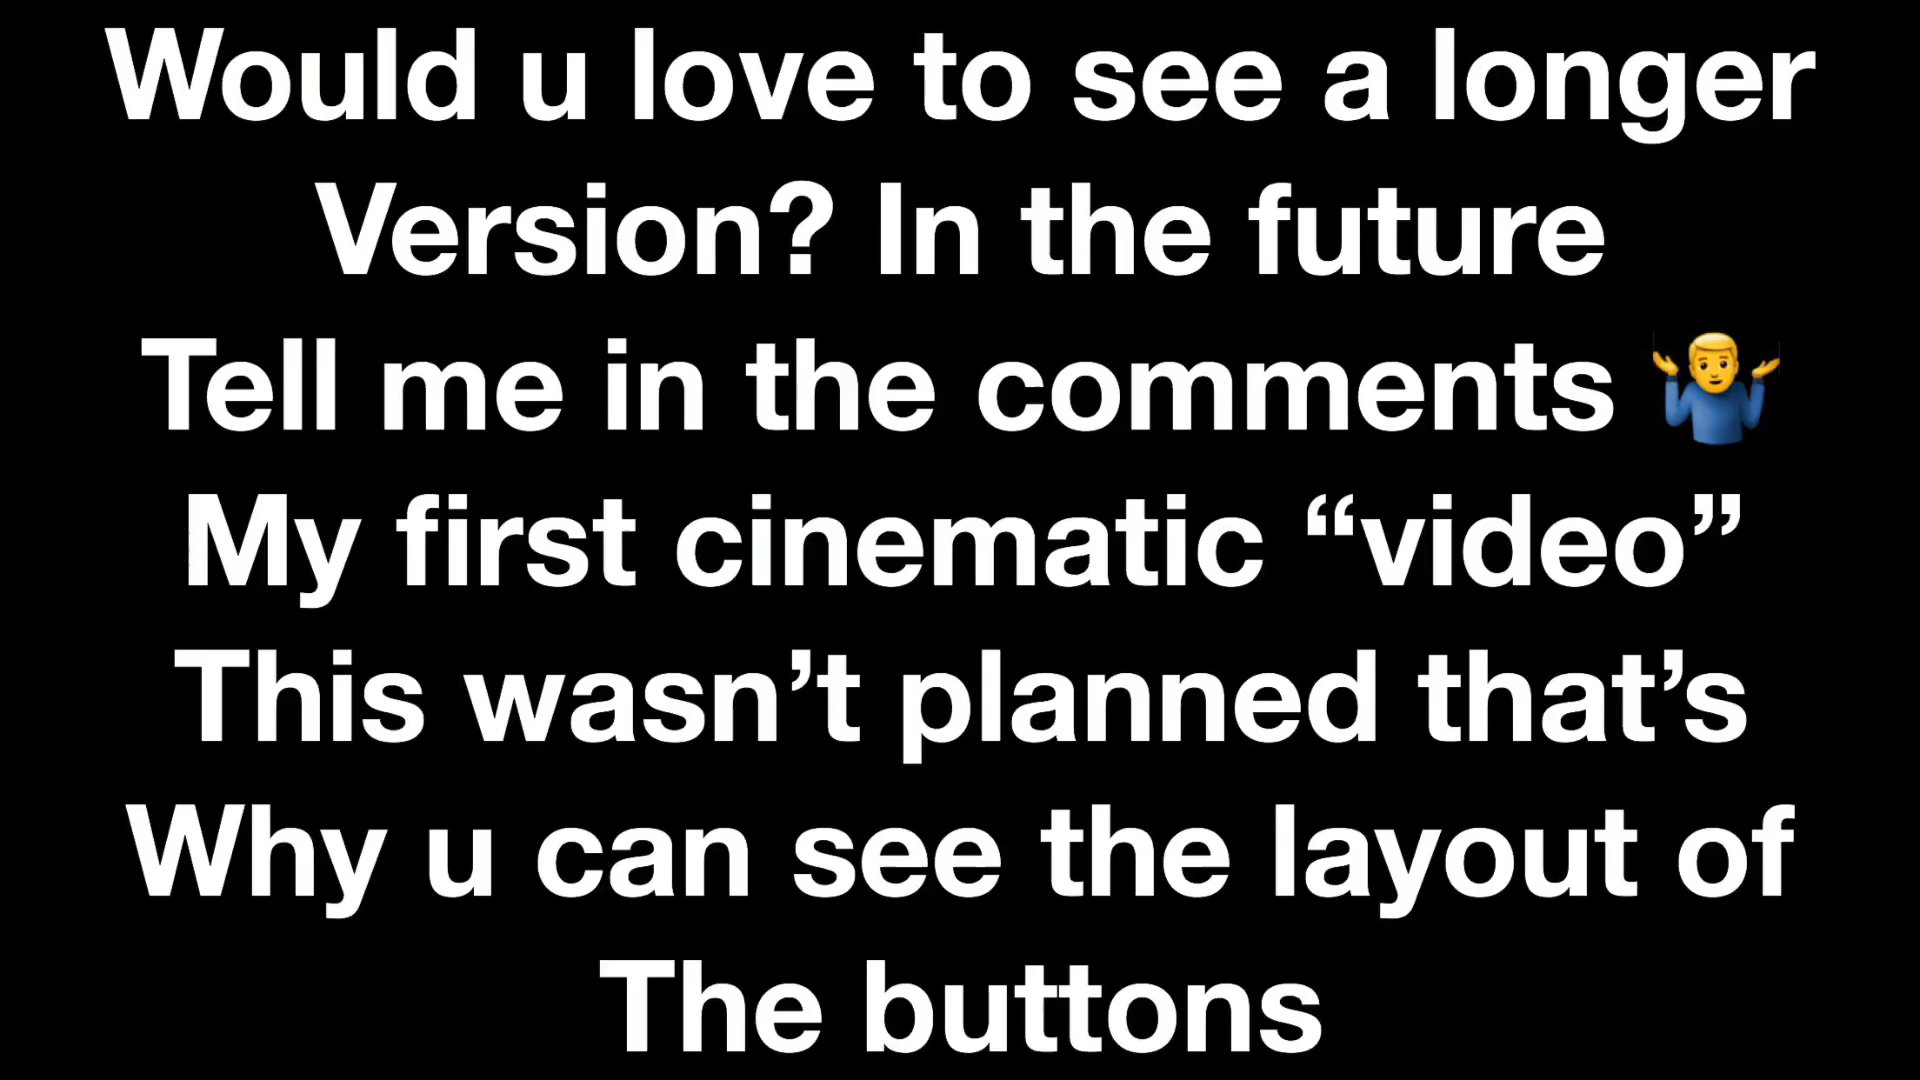 Would u love to see a longer
Version? In the future
Tell me in the comments 🤷‍♂️
My first cinematic “video”
This wasn’t planned that’s
Why u can see the layout of
The buttons